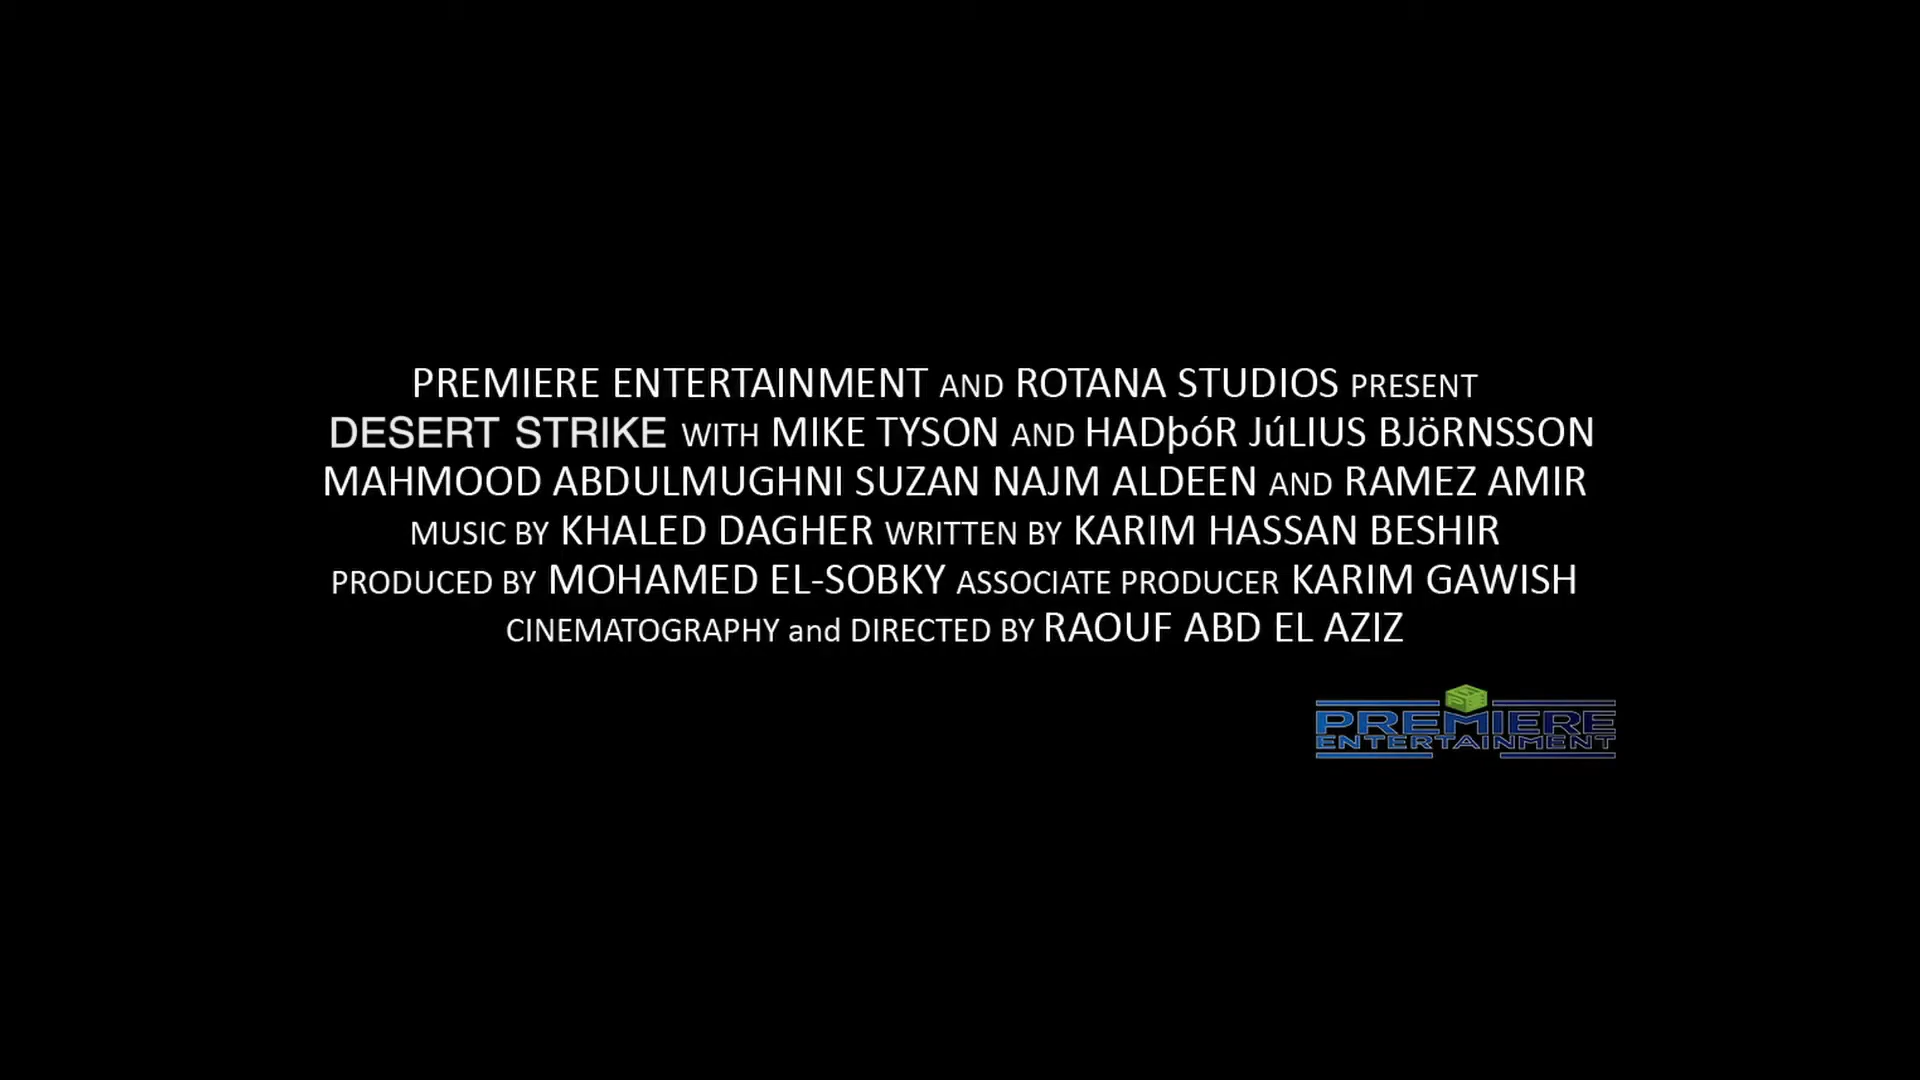 PREMIERE ENTERTAINMENT AND ROTANA STUDIOS PRESENT
DESERT STRIKE WITH MIKE TYSON AND HADþóR JúLIUS BJöRNSSON
MAHMOOD ABDULMUGHNI SUZAN NAJM ALDEEN AND RAMEZ AMIR
MUSIC BY KHALED DAGHER WRITTEN BY KARIM HASSAN BESHIR
PRODUCED BY MOHAMED EL-SOBKY ASSOCIATE PRODUCER KARIM GAWISH
CINEMATOGRAPHY and DIRECTED BY RAOUF ABD EL AZIZ
PREMIERE
ENTERTAINMENT